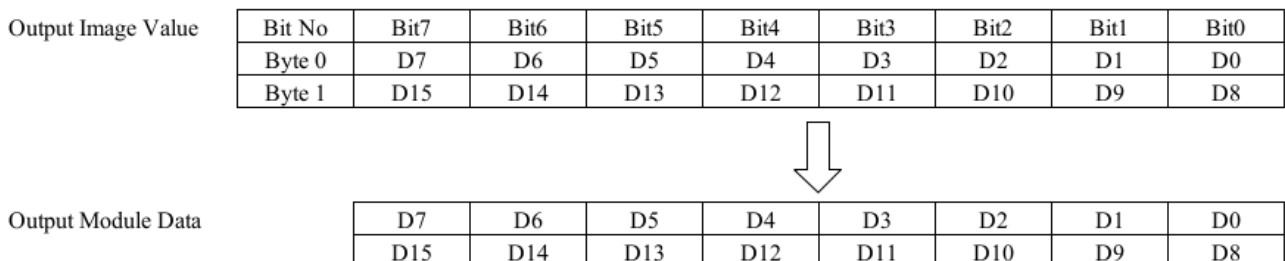 Output Image Value Bit No Bit7 Bit6 Bit5 Bit4 Bit3 Bit2 Bit1 Bit0
Byte 0 D7 D6 D5 D4 D3 D2 D1 D0
Byte 1 D15 D14 D13 D12 D11 D10 D9 D8
Output Module Data D7 D6 D5 D4 D3 D2 D1 D0
D15 D14 D13 D12 D11 D10 D9 D8